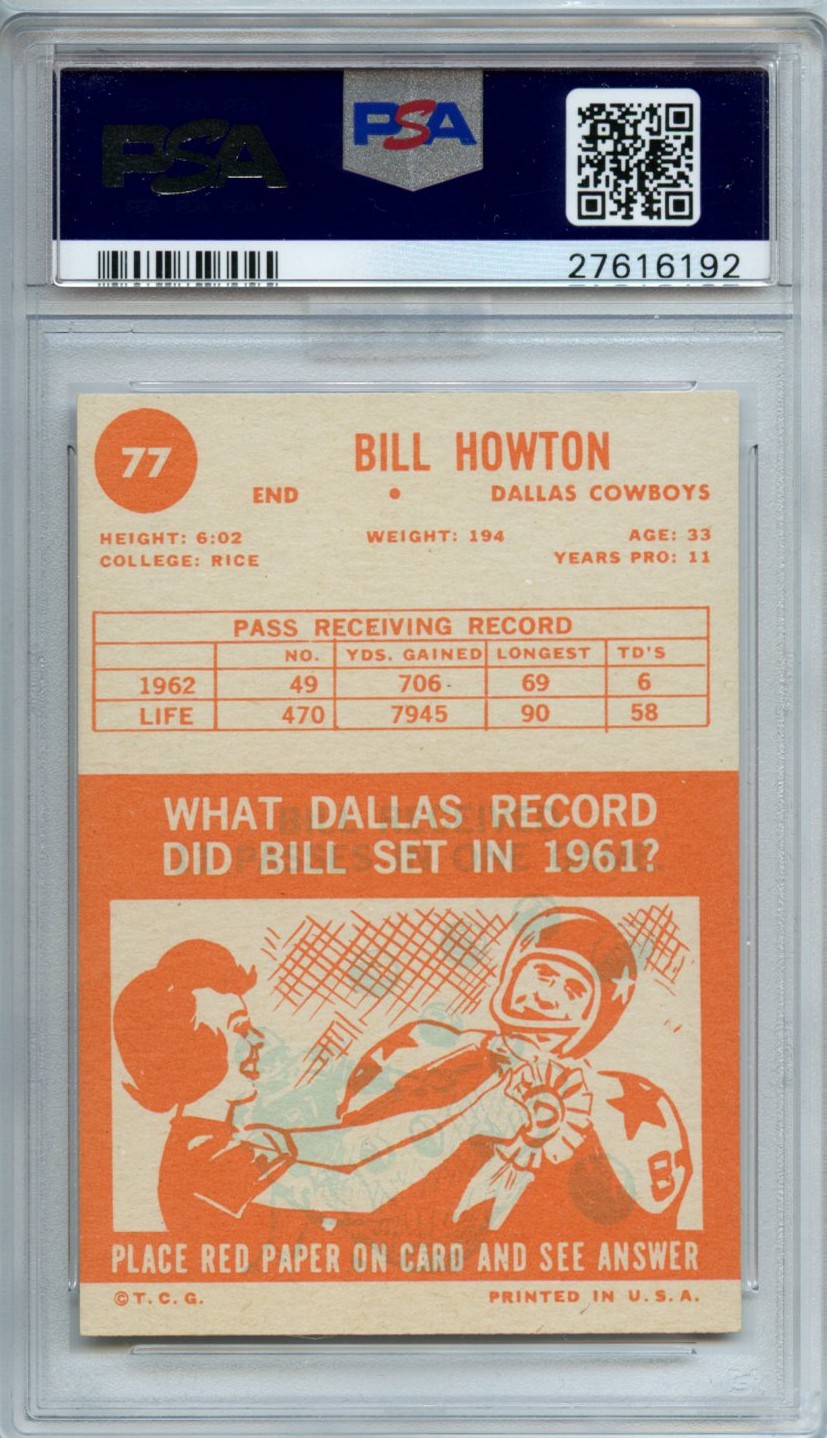 PSA
PSA
27616192
77
BILL HOWTON
END • DALLAS COWBOYS
HEIGHT: 6:02 WEIGHT: 194 AGE: 33
COLLEGE: RICE YEARS PRO: 11
PASS RECEIVING RECORD
NO. YDS. GAINED LONGEST TD'S
1962 49 706 69 6
LIFE 470 7945 90 58
WHAT DALLAS RECORD
DID BILL SET IN 1961?
8
PLACE RED PAPER ON CARD AND SEE ANSWER
©T.C.G. PRINTED IN U.S.A.